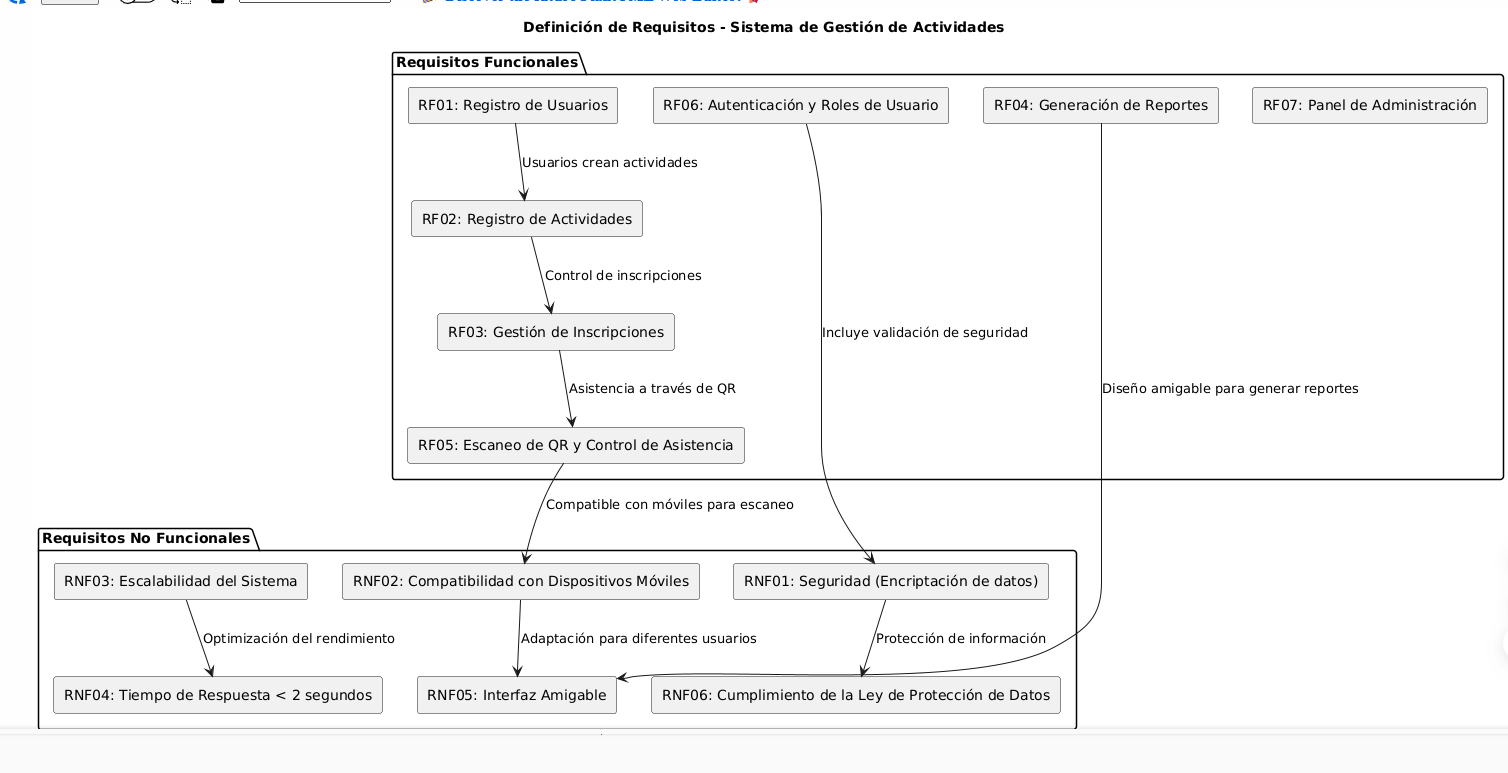 Definición de Requisitos - Sistema de Gestión de Actividades
Requisitos Funcionales
RF01: Registro de Usuarios
RF06: Autenticación y Roles de Usuario
RF04: Generación de Reportes
RF07: Panel de Administración
Usuarios crean actividades
RF02: Registro de Actividades
Control de inscripciones
RF03: Gestión de Inscripciones
Incluye validación de seguridad
Asistencia a través de QR
Diseño amigable para generar reportes
RF05: Escaneo de QR y Control de Asistencia
Compatible con móviles para escaneo
Requisitos No Funcionales
RNF03: Escalabilidad del Sistema
RNF02: Compatibilidad con Dispositivos Móviles
RNF01: Seguridad (Encriptación de datos)
Optimización del rendimiento
Adaptación para diferentes usuarios
Protección de información
RNF04: Tiempo de Respuesta < 2 segundos
RNF05: Interfaz Amigable
RNF06: Cumplimiento de la Ley de Protección de Datos